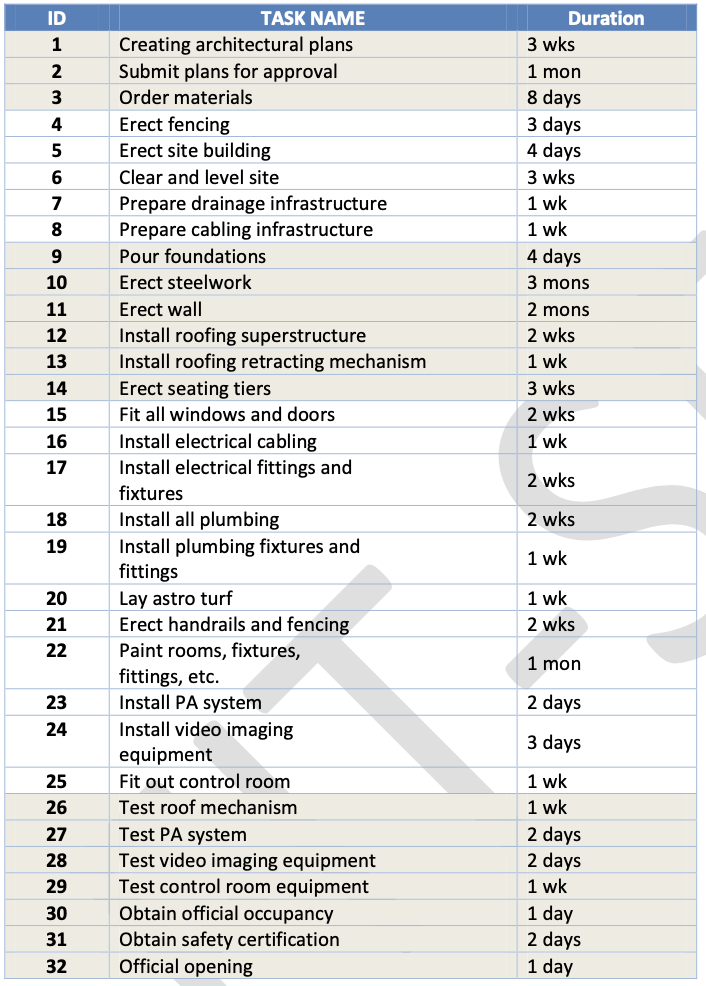 ID TASK NAME Duration
1 Creating architectural plans 3 wks
2 Submit plans for approval 1 mon
3 Order materials 8 days
4 Erect fencing 3 days
5 Erect site building 4 days
6 Clear and level site 3 wks
7 Prepare drainage infrastructure 1 wk
8 Prepare cabling infrastructure 1 wk
9 Pour foundations 4 days
10 Erect steelwork 3 mons
11 Erect wall 2 mons
12 Install roofing superstructure 2 wks
13 Install roofing retracting mechanism 1 wk
14 Erect seating tiers 3 wks
15 Fit all windows and doors 2 wks
16 Install electrical cabling 1 wk
17 Install electrical fittings and
fixtures 2 wks
18 Install all plumbing 2 wks
19 Install plumbing fixtures and
fittings 1 wk
20 Lay astro turf 1 wk
21 Erect handrails and fencing 2 wks
22 Paint rooms, fixtures,
fittings, etc. 1 mon
23 Install PA system 2 days
24 Install video imaging
equipment 3 days
25 Fit out control room 1 wk
26 Test roof mechanism 1 wk
27 Test PA system 2 days
28 Test video imaging equipment 2 days
29 Test control room equipment 1 wk
30 Obtain official occupancy 1 day
31 Obtain safety certification 2 days
32 Official opening 1 day